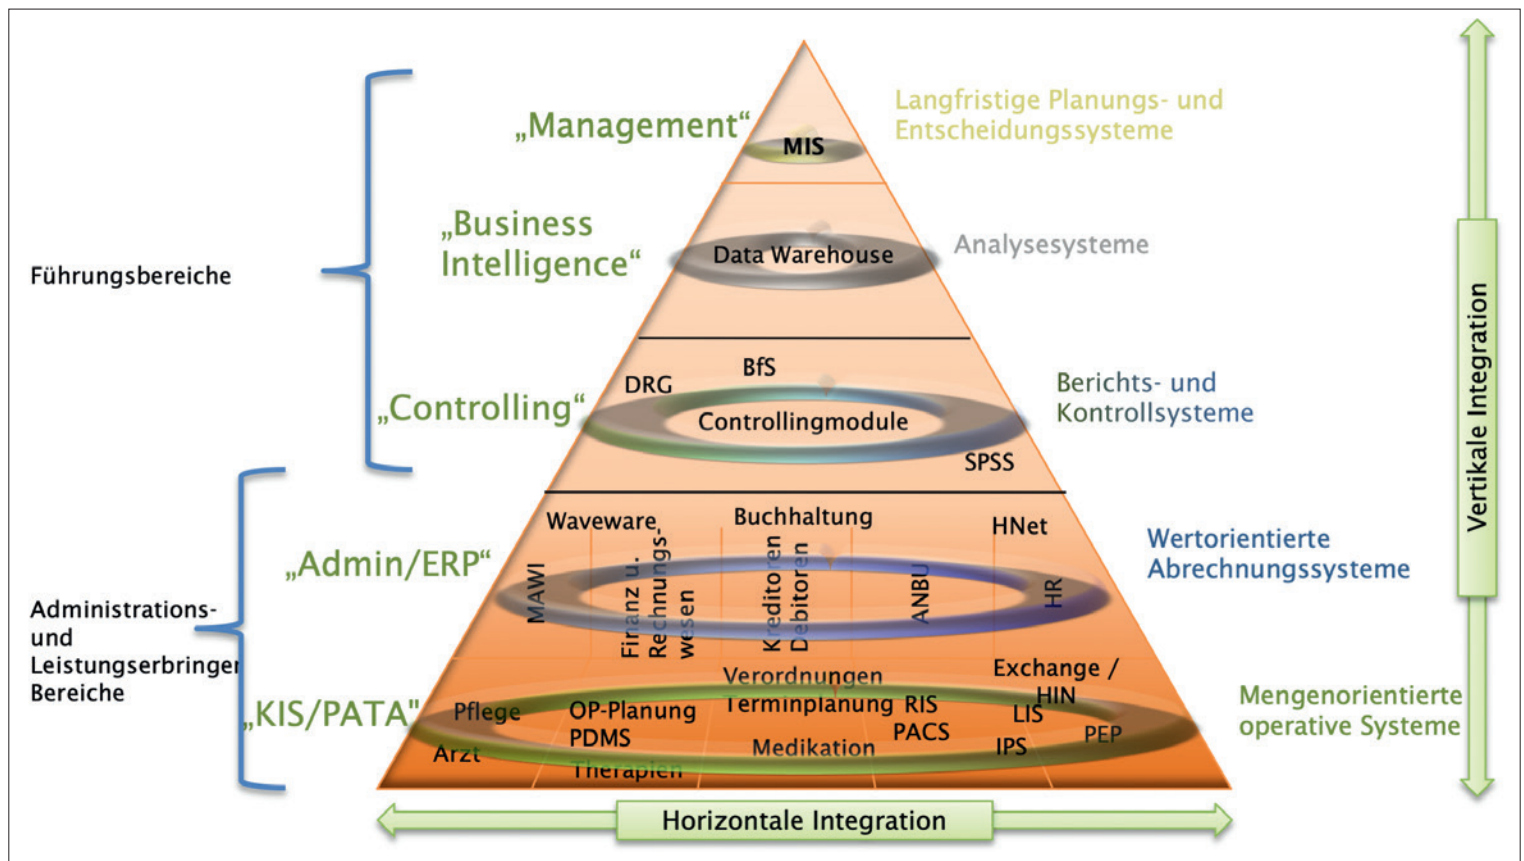 „Management“
MIS
Langfristige Planungs- und
Entscheidungssysteme
„Business
Intelligence“
Data Warehouse
Analysesysteme
Führungsbereiche
„Controlling“
DRG
BfS
Controllingmodule
SPSS
Berichts- und
Kontrollsysteme
„Admin/ERP“
Waveware
Buchhaltung
HNet
MAWI
Finanz u.
Rechnungs-
wesen
Kreditoren
Debitoren
ANBU
HR
Wertorientierte
Abrechnungssysteme
Administrations-
und
Leistungserbringer
Bereiche
„KIS/PATA"
Pflege
Arzt
OP-Planung
PDMS
Therapien
Verordnungen
Terminplanung
Medikation
RIS
PACS
Exchange /
HIN
LIS
IPS
PEP
Mengenorientierte
operative Systeme
Horizontale Integration
Vertikale Integration